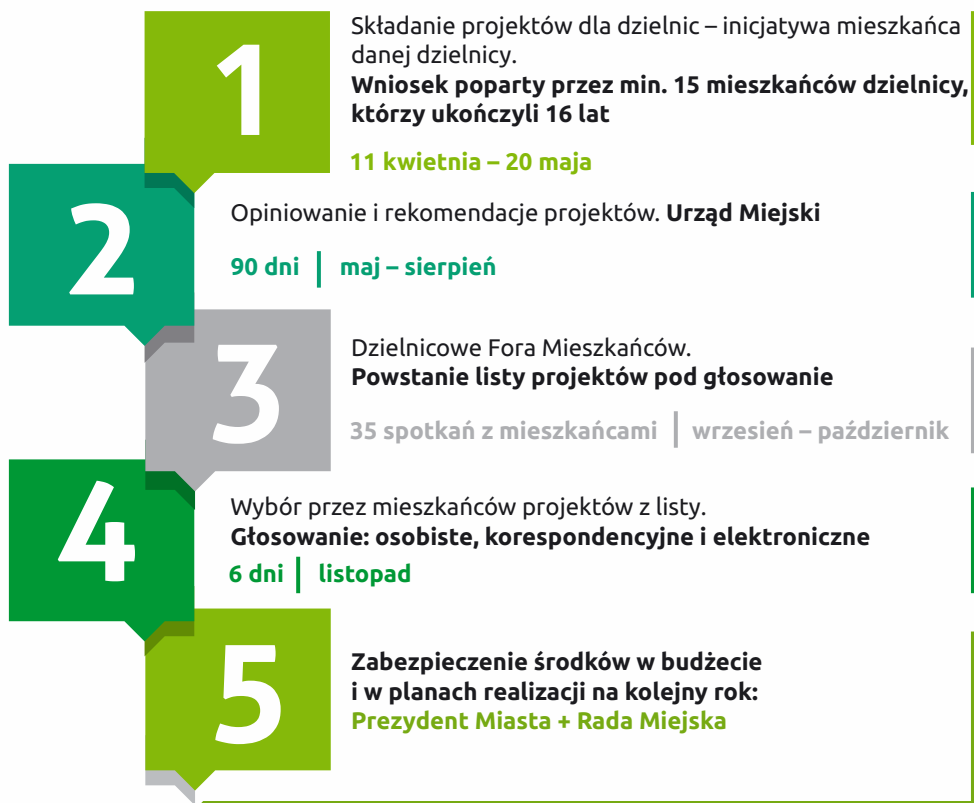 1
Składanie projektów dla dzielnic – inicjatywa mieszkańca
danej dzielnicy.
Wniosek poparty przez min. 15 mieszkańców dzielnicy,
którzy ukończyli 16 lat
11 kwietnia – 20 maja
2
Opiniowanie i rekomendacje projektów. Urząd Miejski
90 dni | maj – sierpień
3
Dzielnicowe Fora Mieszkańców.
Powstanie listy projektów pod głosowanie
35 spotkań z mieszkańcami | wrzesień – październik
4
Wybór przez mieszkańców projektów z listy.
Głosowanie: osobiste, korespondencyjne i elektroniczne
6 dni | listopad
5
Zabezpieczenie środków w budżecie
i w planach realizacji na kolejny rok:
Prezydent Miasta + Rada Miejska